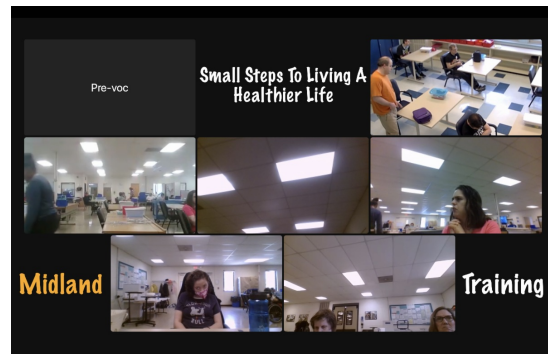 Pre-voc
Small Steps To Living A
Healthier Life
Midland
Training